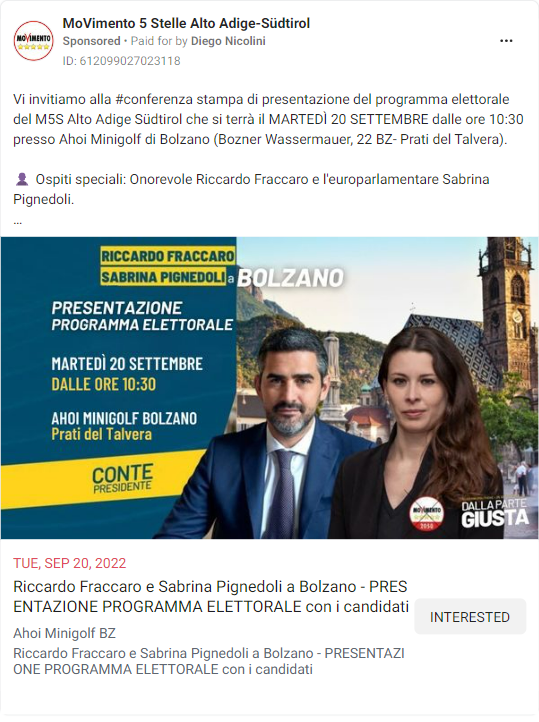 MoVimento 5 Stelle Alto Adige-Südtirol
Sponsored • Paid for by Diego Nicolini
ID: 612099027023118
Vi invitiamo alla #conferenza stampa di presentazione del programma elettorale
del M5S Alto Adige Südtirol che si terrà il MARTEDÌ 20 SETTEMBRE dalle ore 10:30
presso Ahoi Minigolf di Bolzano (Bozner Wassermauer, 22 BZ- Prati del Talvera).
👤 Ospiti speciali: Onorevole Riccardo Fraccaro e l'europarlamentare Sabrina
Pignedoli.
...
RICCARDO FRACCARO
SABRINA PIGNEDOLI a BOLZANO
PRESENTAZIONE
PROGRAMMA ELETTORALE
MARTEDÌ 20 SETTEMBRE
DALLE ORE 10:30
AHOI MINIGOLF BOLZANO
Prati del Talvera
CONTE
PRESIDENTE
MOVIMENTO
2050
DALLA PARTE
GIUSTA
TUE, SEP 20, 2022
Riccardo Fraccaro e Sabrina Pignedoli a Bolzano - PRES
ENTAZIONE PROGRAMMA ELETTORALE con i candidati
INTERESTED
Ahoi Minigolf BZ
Riccardo Fraccaro e Sabrina Pignedoli a Bolzano - PRESENTAZI
ONE PROGRAMMA ELETTORALE con i candidati